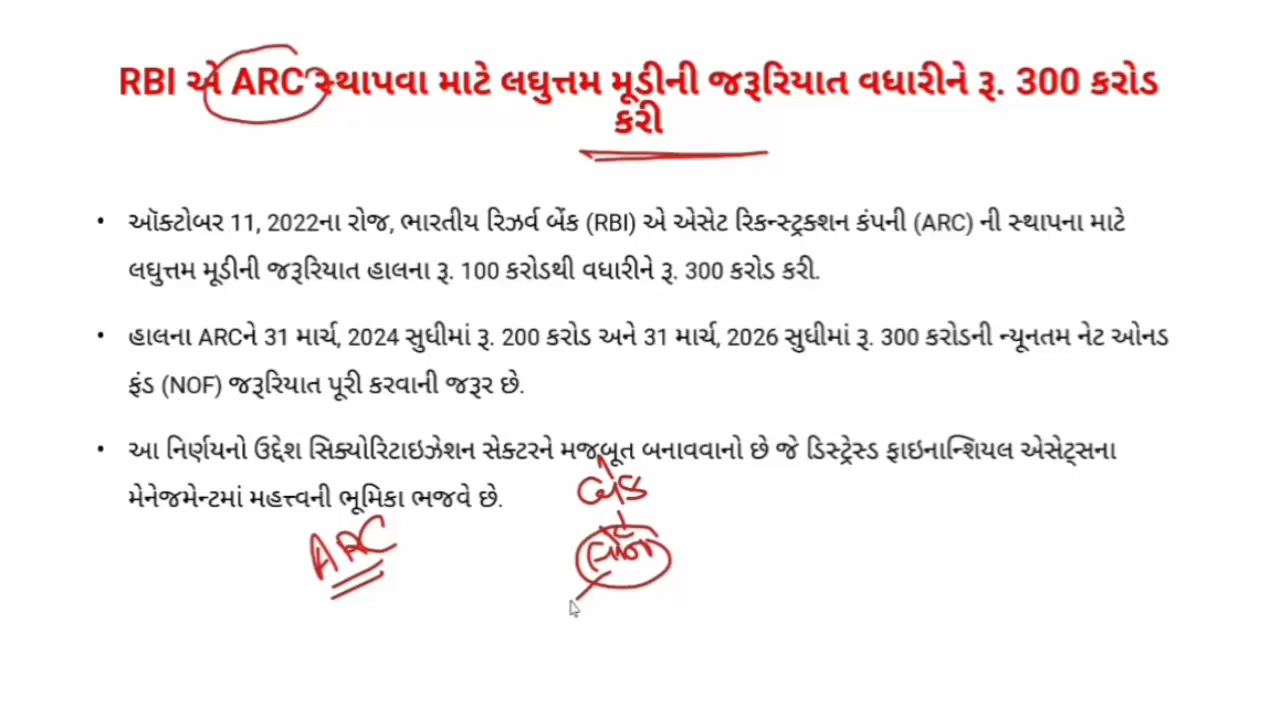 RBI એ ARC સ્થાપવા માટે લઘુત્તમ મૂડીની જરૂરિયાત વધારીને રૂ. 300 કરોડ
કરી
• ઑક્ટોબર 11, 2022ના રોજ, ભારતીય રિઝર્વ બેંક (RBI) એ એસેટ રિકન્સ્ટ્રક્શન કંપની (ARC) ની સ્થાપના માટે
લઘુત્તમ મૂડીની જરૂરિયાત હાલના રૂ. 100 કરોડથી વધારીને રૂ. 300 કરોડ કરી.
• હાલના ARCને 31 માર્ચ, 2024 સુધીમાં રૂ. 200 કરોડ અને 31 માર્ચ, 2026 સુધીમાં રૂ. 300 કરોડની ન્યૂનતમ નેટ ઓનડ
ફંડ (NOF) જરૂરિયાત પૂરી કરવાની જરૂર છે.
• આ નિર્ણયનો ઉદ્દેશ સિક્યોરિટાઇઝેશન સેક્ટરને મજબૂત બનાવવાનો છે જે ડિસ્ટ્રેસ્ડ ફાઇનાન્શિયલ એસેટ્સના
મેનેજમેન્ટમાં મહત્ત્વની ભૂમિકા ભજવે છે.
ARC